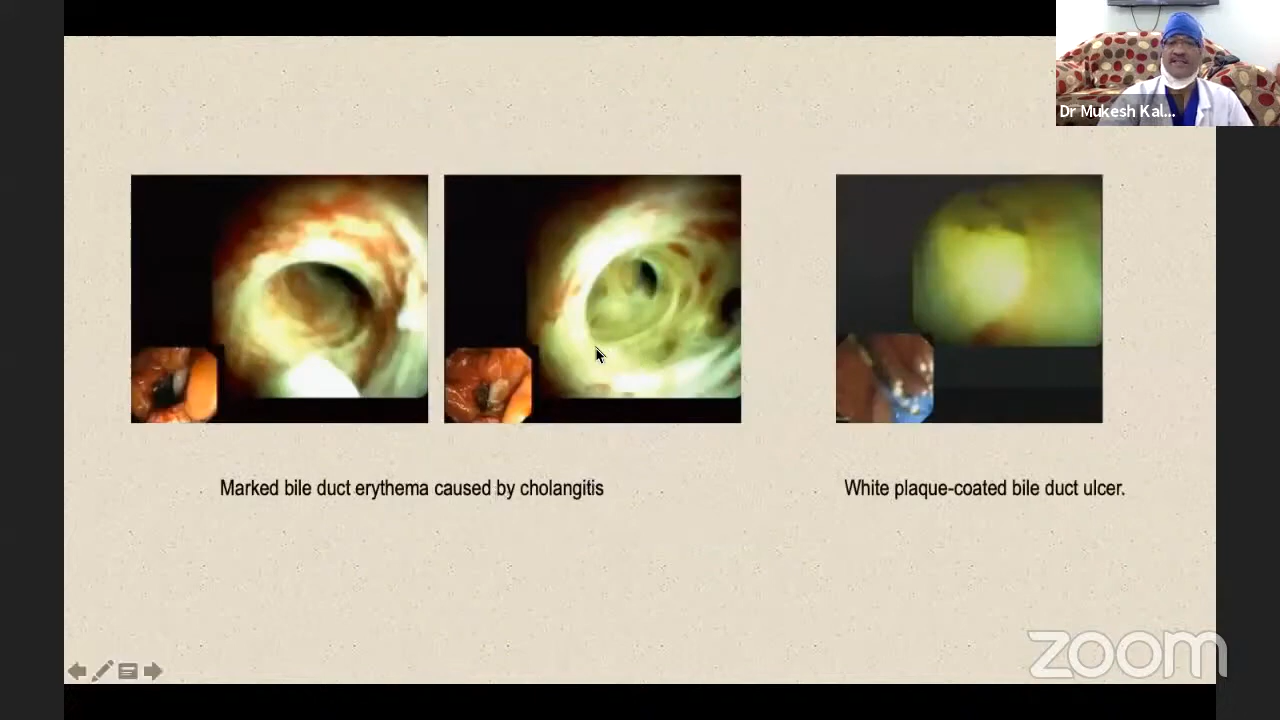 Dr Mukesh Kal...
Marked bile duct erythema caused by cholangitis
White plaque-coated bile duct ulcer.
zoom